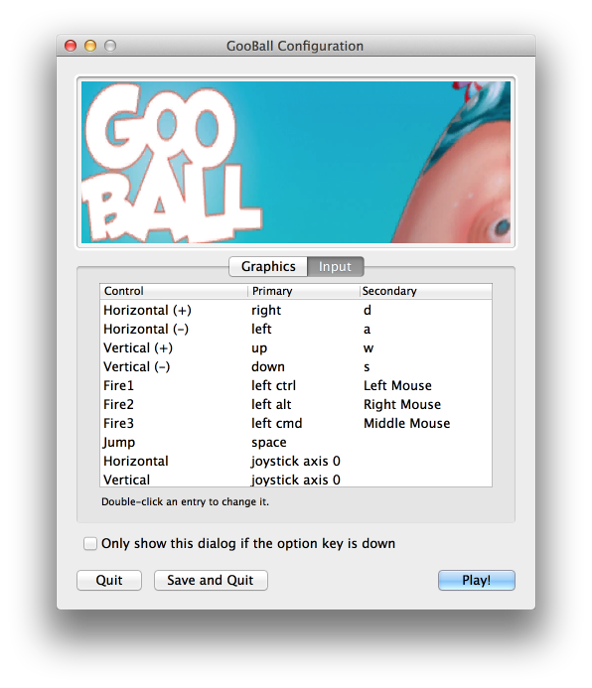 GooBall Configuration
GOO
BALL
Graphics Input
Control Primary Secondary
Horizontal (+) right d
Horizontal (-) left a
Vertical (+) up w
Vertical (-) down s
Fire1 left ctrl Left Mouse
Fire2 left alt Right Mouse
Fire3 left cmd Middle Mouse
Jump space
Horizontal joystick axis 0
Vertical joystick axis 0
Double-click an entry to change it.
Only show this dialog if the option key is down
Quit Save and Quit Play!